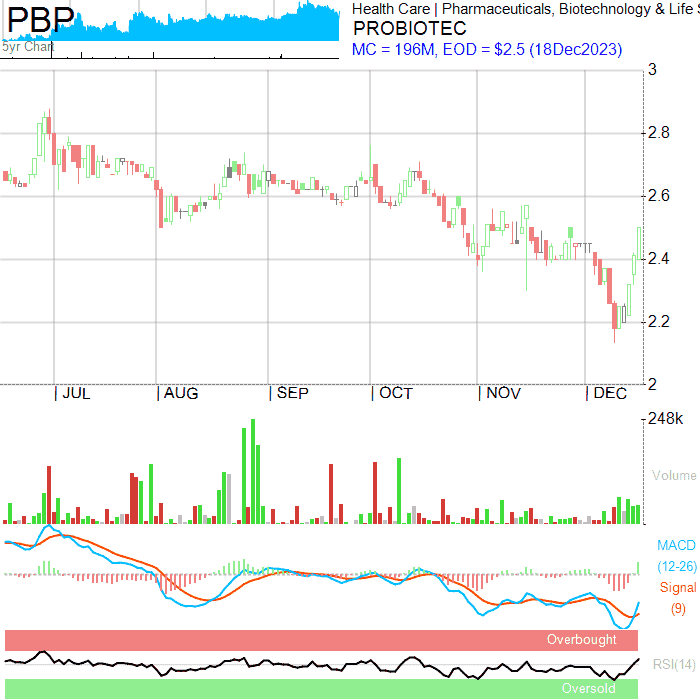 PBP
5yr Chart
Health Care | Pharmaceuticals, Biotechnology & Life S
PROBIOTEC
MC = 196M, EOD = $2.5 (18Dec2023)
3
2.8
2.6
2.4
2.2
2
| JUL | AUG | SEP | OCT | NOV | DEC
248k
Volume
MACD
(12-26)
Signal
(9)
Overbought
RSI(14)
Oversold